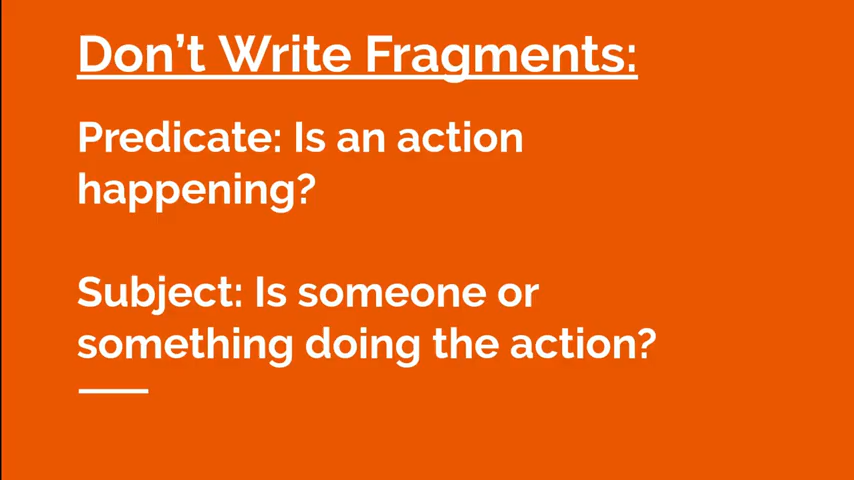 Don’t Write Fragments:
Predicate: Is an action
happening?
Subject: Is someone or
something doing the action?